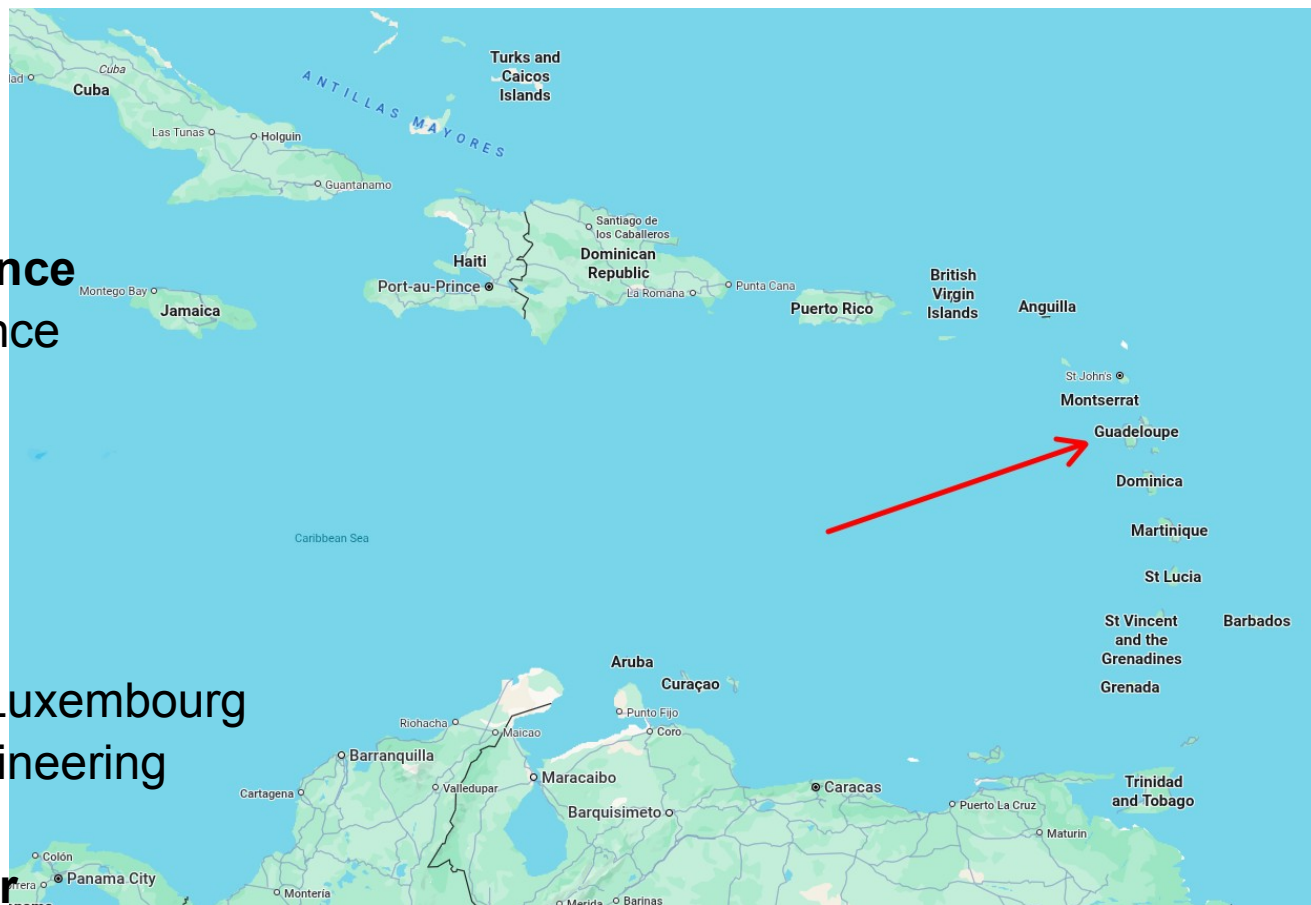 Turks and
Caicos
Islands
Cuba
Cuba
ANTILLAS MAYORES
Las Tunas
Holguin
Guantanamo
Santiago de
los Caballeros
Haiti
Dominican
Republic
Port-au-Prince
La Romana
Punta Cana
Montego Bay
Jamaica
Puerto Rico
British
Virgin
Islands
Anguilla
nce
nce
St John's
Montserrat
Guadeloupe
Dominica
Caribbean Sea
Martinique
St Lucia
St Vincent
and the
Grenadines
Barbados
Grenada
Aruba
Curaçao
Luxembourg
ineering
Riohacha
Maicao
Punto Fijo
Coro
Barranquilla
Maracaibo
Caracas
Trinidad
and Tobago
Cartagena
Valledupar
Barquisimeto
Puerto La Cruz
Maturin
Colón
Panama City
r
Montería
Merida
Barinas